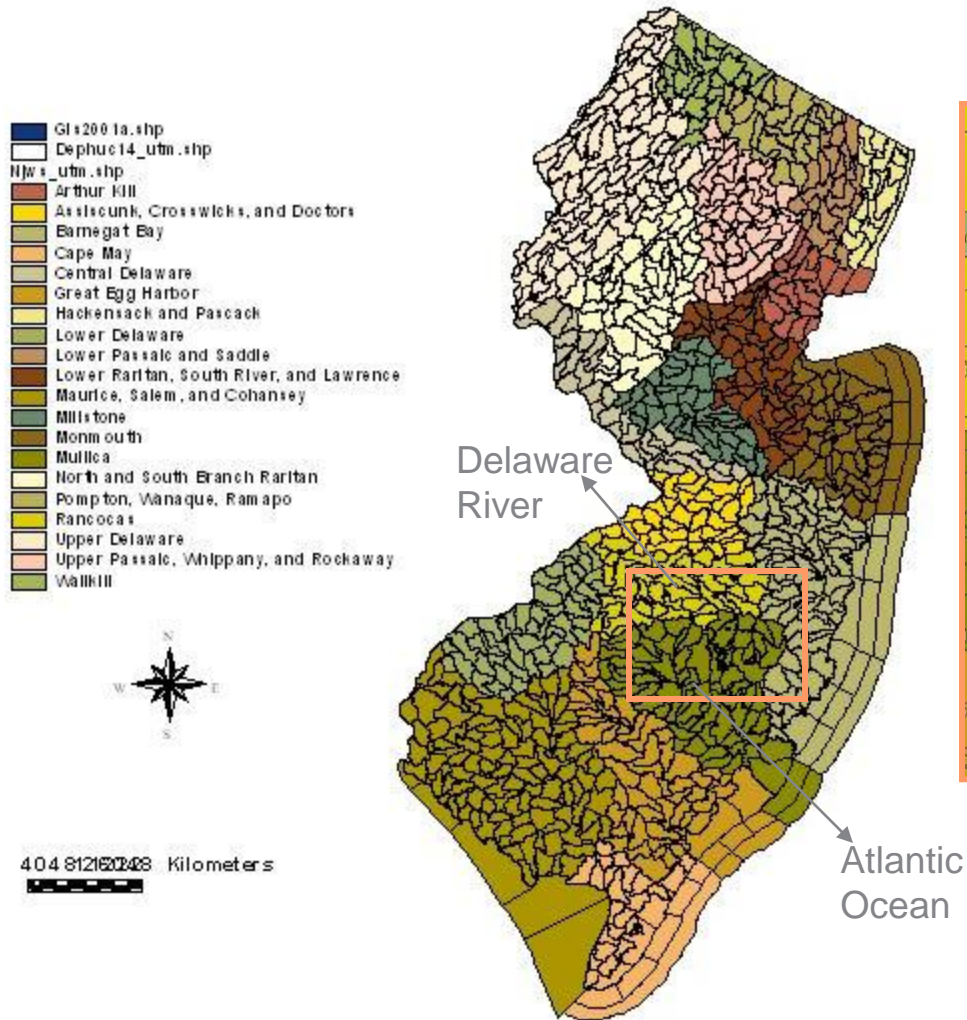 Gis2001a.shp
Dephuc14_utm.shp
Njws_utm.shp
Arthur Kill
Assiscunk, Crosswicks, and Doctors
Barnegat Bay
Cape May
Central Delaware
Great Egg Harbor
Hackensack and Pascack
Lower Delaware
Lower Passaic and Saddle
Lower Raritan, South River, and Lawrence
Maurice, Salem, and Cohansey
Millstone
Monmouth
Mullica
North and South Branch Raritan
Pompton, Wanaque, Ramapo
Rancocas
Upper Delaware
Upper Passaic, Whippany, and Rockaway
Wallkill
Delaware
River
N
W E
S
Kilometers
Atlantic
Ocean